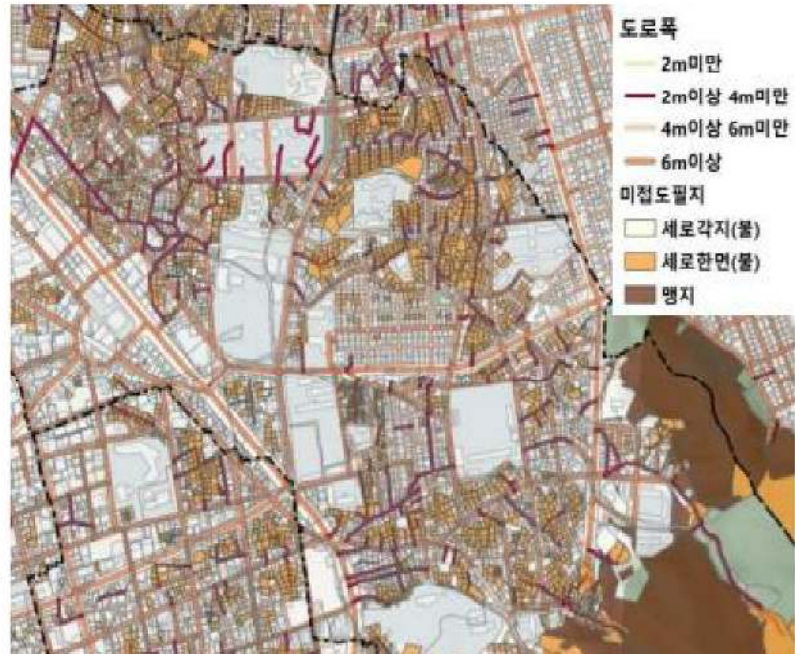 도로폭
2m미만
2m이상 4m미만
4m이상 6m미만
6m이상
미접도필지
세로각지(불)
세로한면(불)
맹지